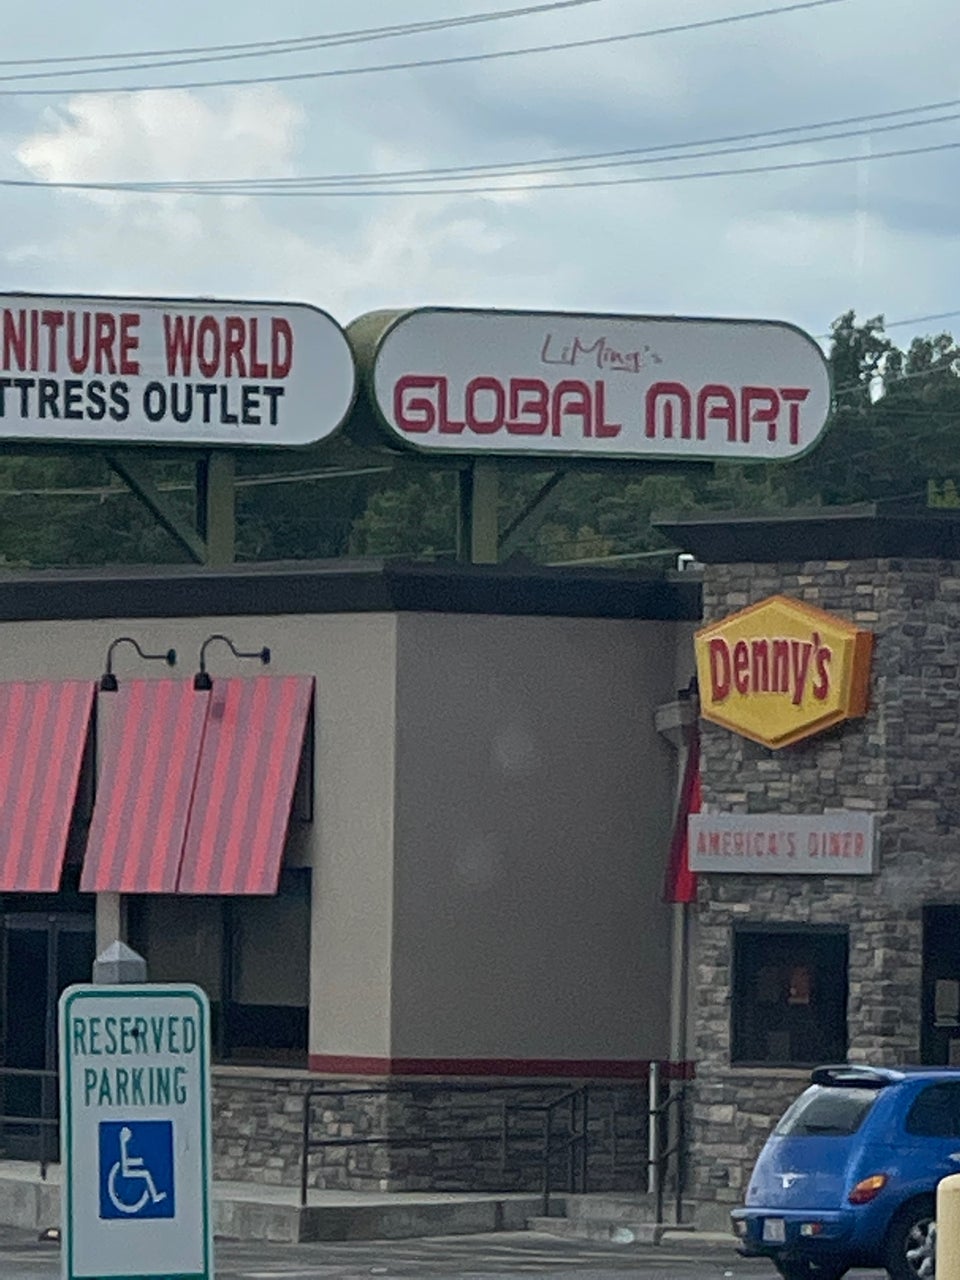 NITURE WORLD
TTRESS OUTLET
LiMing's
GLOBAL MART
Denny's
AMERICA'S DINER
RESERVED
PARKING